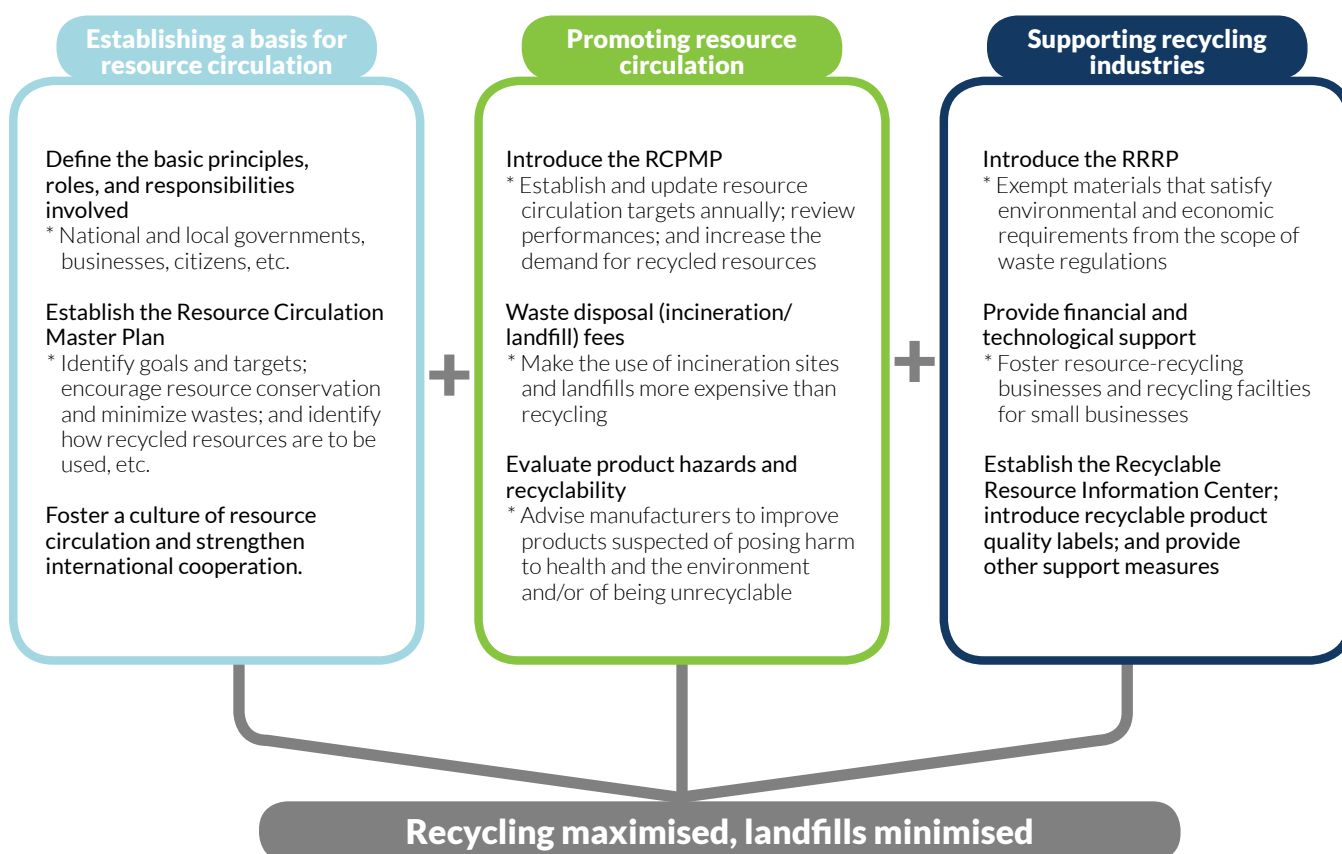 Establishing a basis for
resource circulation
Define the basic principles,
roles, and responsibilities
involved
* National and local governments,
businesses, citizens, etc.
Establish the Resource Circulation
Master Plan
* Identify goals and targets;
encourage resource conservation
and minimize wastes; and identify
how recycled resources are to be
used, etc.
Foster a culture of resource
circulation and strengthen
international cooperation.
+
Promoting resource
circulation
Introduce the RCPMP
* Establish and update resource
circulation targets annually; review
performances; and increase the
demand for recycled resources
Waste disposal (incineration/
landfill) fees
* Make the use of incineration sites
and landfills more expensive than
recycling
Evaluate product hazards and
recyclability
* Advise manufacturers to improve
products suspected of posing harm
to health and the environment
and/or of being unrecyclable
+
Supporting recycling
industries
Introduce the RRRP
* Exempt materials that satisfy
environmental and economic
requirements from the scope of
waste regulations
Provide financial and
technological support
* Foster resource-recycling
businesses and recycling facilties
for small businesses
Establish the Recyclable
Resource Information Center;
introduce recyclable product
quality labels; and provide
other support measures
Recycling maximised, landfills minimised